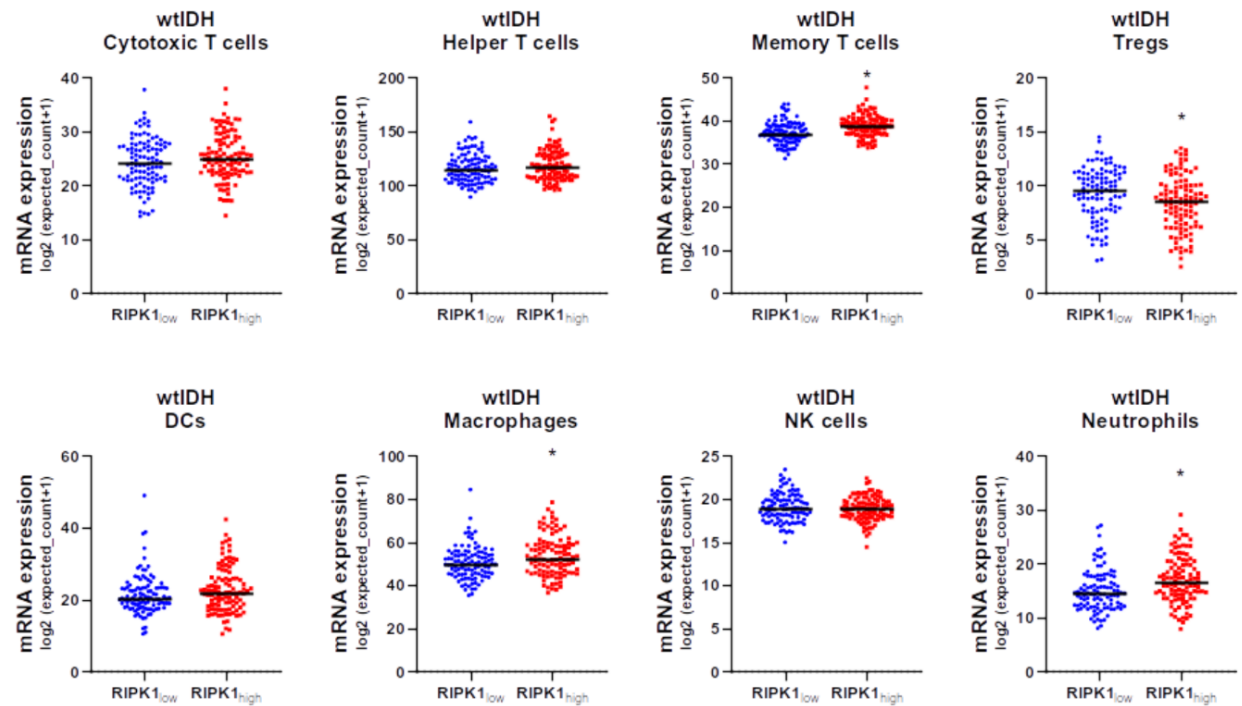 wtIDH
Cytotoxic T cells
mRNA expression
log2 (expected_count+1)
40
30
20
10
0
RIPK1low RIPK1high
wtIDH
Helper T cells
mRNA expression
log2 (expected_count+1)
200
150
100
50
0
RIPK1low RIPK1high
wtIDH
Memory T cells
*
mRNA expression
log2 (expected_count+1)
50
40
30
20
10
0
RIPK1low RIPK1high
wtIDH
Tregs
*
mRNA expression
log2 (expected_count+1)
20
15
10
5
0
RIPK1low RIPK1high
wtIDH
DCs
mRNA expression
log2 (expected_count+1)
60
40
20
0
RIPK1low RIPK1high
wtIDH
Macrophages
*
mRNA expression
log2 (expected_count+1)
100
80
60
40
20
0
RIPK1low RIPK1high
wtIDH
NK cells
mRNA expression
log2 (expected_count+1)
25
20
15
10
5
0
RIPK1low RIPK1high
wtIDH
Neutrophils
*
mRNA expression
log2 (expected_count+1)
40
30
20
10
0
RIPK1low RIPK1high